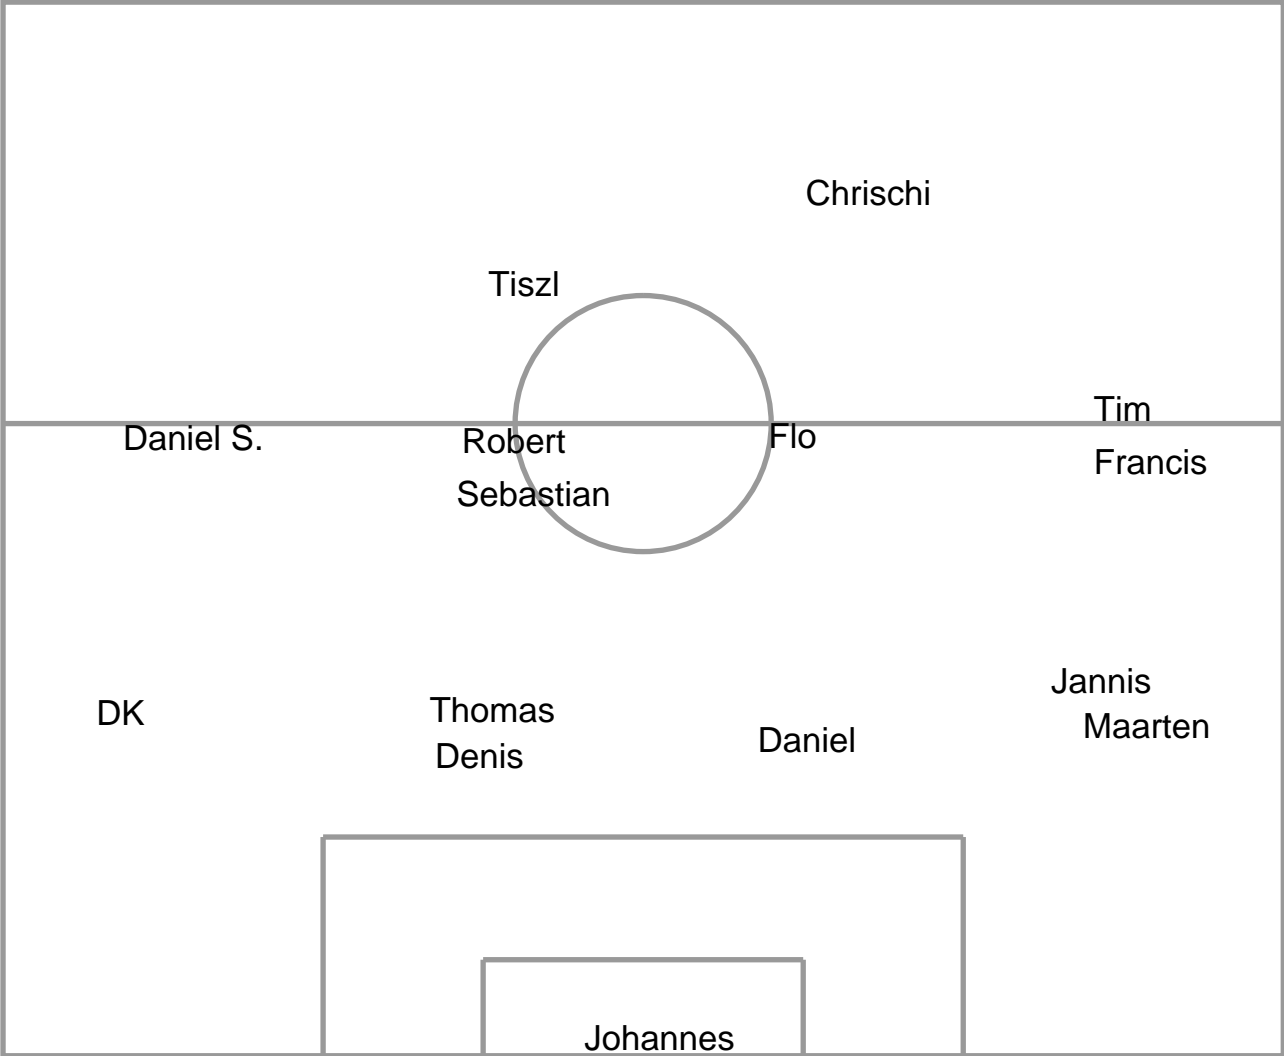 Chrischi
Tiszl
Tim
Daniel S.
Robert
Flo
Francis
Sebastian
Jannis
DK
Thomas
Maarten
Daniel
Denis
Johannes